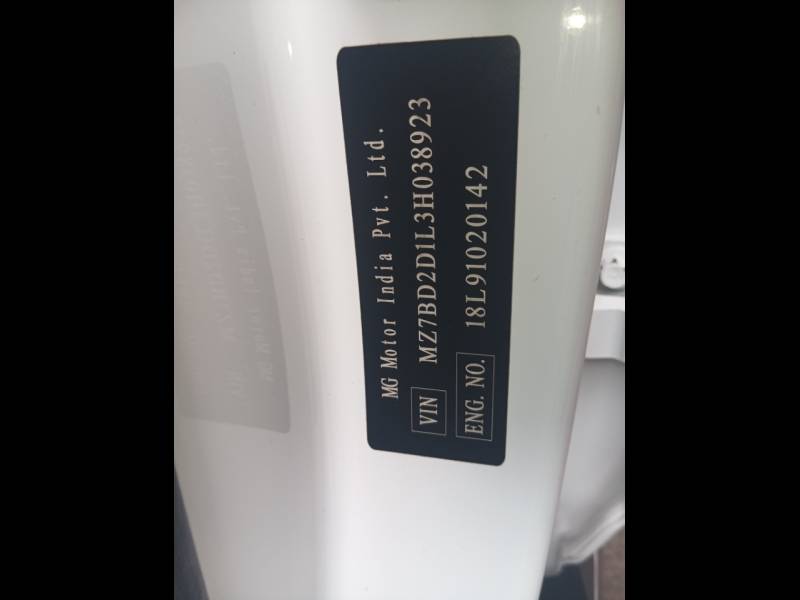 MG Motor India Pvt. Ltd.
VIN MZ7BD2D1L3H038923
ENG. NO. 18L91020142